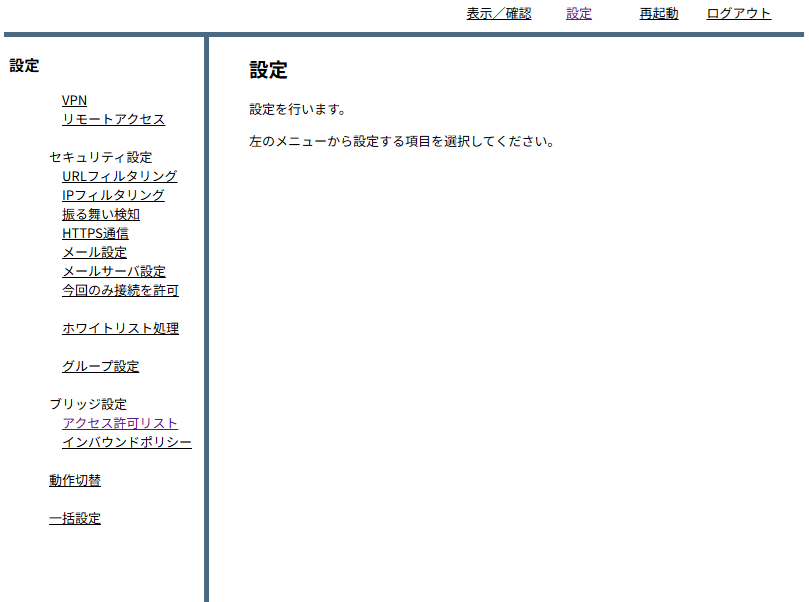 表示／確認 設定 再起動 ログアウト
設定
VPN
リモートアクセス
セキュリティ設定
URLフィルタリング
IPフィルタリング
振る舞い検知
HTTPS通信
メール設定
メールサーバ設定
今回のみ接続を許可
ホワイトリスト処理
グループ設定
ブリッジ設定
アクセス許可リスト
インバウンドポリシー
動作切替
一括設定
設定
設定を行います。
左のメニューから設定する項目を選択してください。